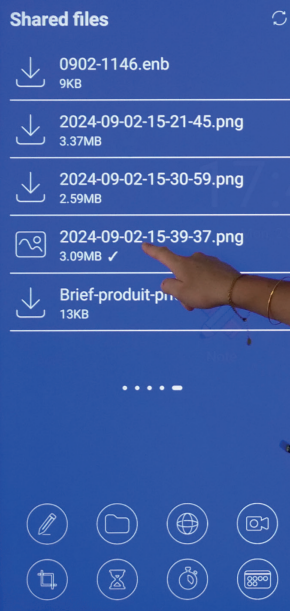 Shared files
0902-1146.enb
9KB
2024-09-02-15-21-45.png
3.37MB
2024-09-02-15-30-59.png
2.59MB
2024-09-02-15-39-37.png
3.09MB ✓
Brief-produit-
13KB